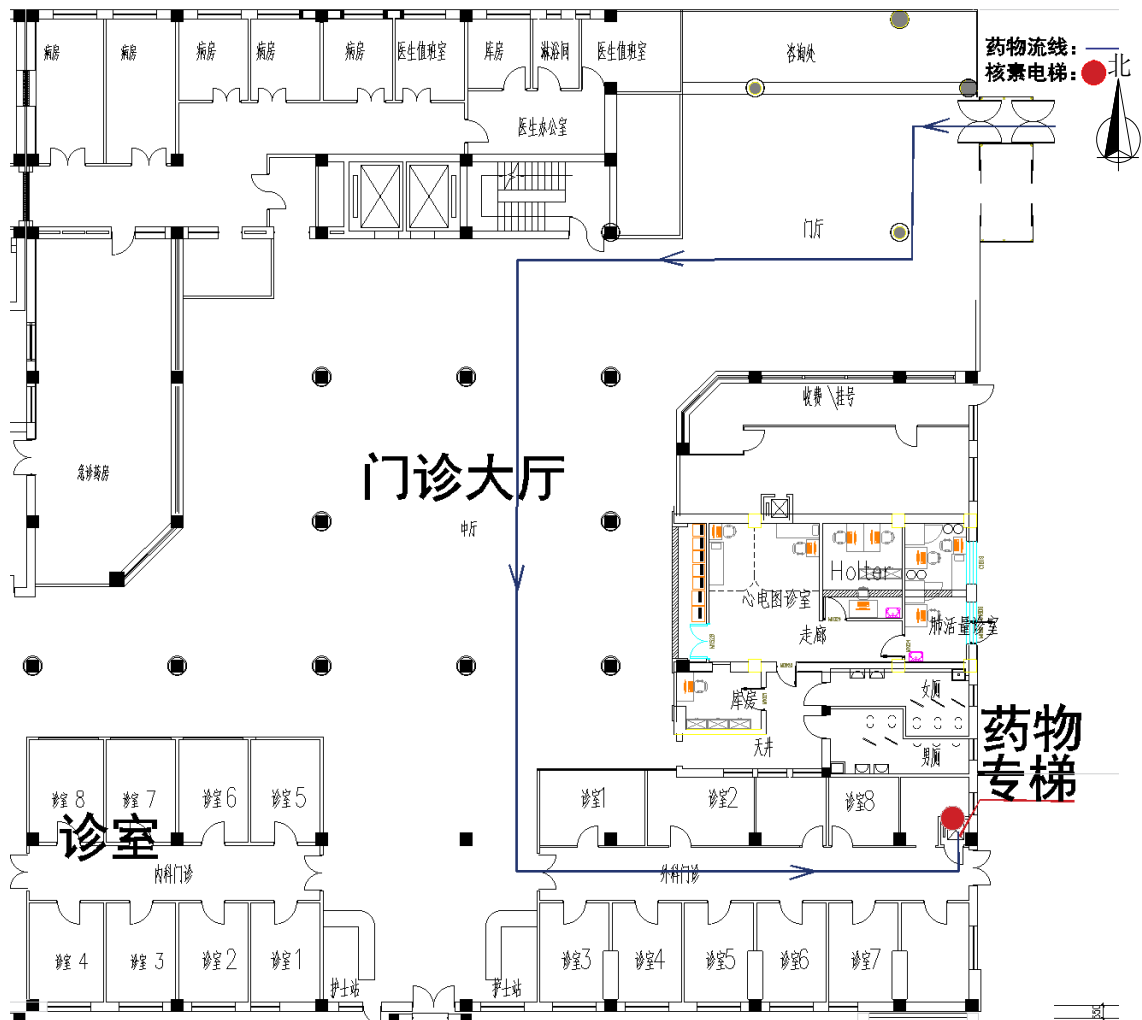 药物流线：
核素电梯：
北
病房
病房
病房
病房
病房
医生值班室
库房
淋浴间
医生值班室
咨询处
医生办公室
门厅
收费\挂号
急诊药房
门诊大厅
中厅
Holter
心电图诊室
走廊
肺活量诊室
库房
女厕
天井
男厕
药物
专梯
诊室 8
诊室 7
诊室 6
诊室 5
诊室1
诊室2
诊室8
诊室
内科门诊
外科门诊
诊室 4
诊室 3
诊室 2
诊室1
护士站
护士站
诊室3
诊室4
诊室5
诊室6
诊室7